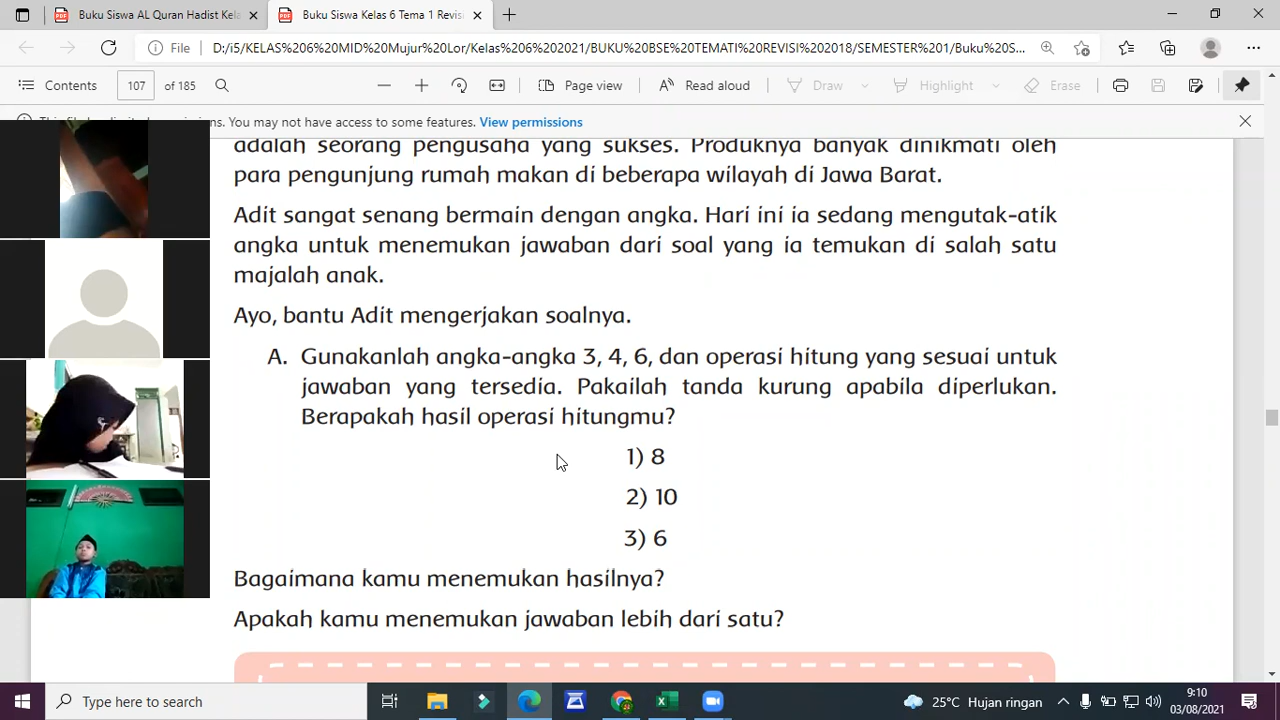 Buku Siswa AL Quran Hadist Kela
Buku Siswa Kelas 6 Tema 1 Revisi
File
D:/i5/KELAS%206%20MID%20Mujur%20Lor/Kelas%206%202021/BUKU%20BSE%20TEMATI%20REVISI%202018/SEMESTER%201/Buku%20S...
Contents
107 of 185
Page view
Read aloud
Draw
Highlight
Erase
ns. You may not have access to some features. View permissions
adalah seorang pengusaha yang sukses. Produknya banyak dinikmati oleh
para pengunjung rumah makan di beberapa wilayah di Jawa Barat.
Adit sangat senang bermain dengan angka. Hari ini ia sedang mengutak-atik
angka untuk menemukan jawaban dari soal yang ia temukan di salah satu
majalah anak.
Ayo, bantu Adit mengerjakan soalnya.
A. Gunakanlah angka-angka 3, 4, 6, dan operasi hitung yang sesuai untuk
jawaban yang tersedia. Pakailah tanda kurung apabila diperlukan.
Berapakah hasil operasi hitungmu?
1) 8
2) 10
3) 6
Bagaimana kamu menemukan hasilnya?
Apakah kamu menemukan jawaban lebih dari satu?
Type here to search
25°C Hujan ringan
9:10
03/08/2021